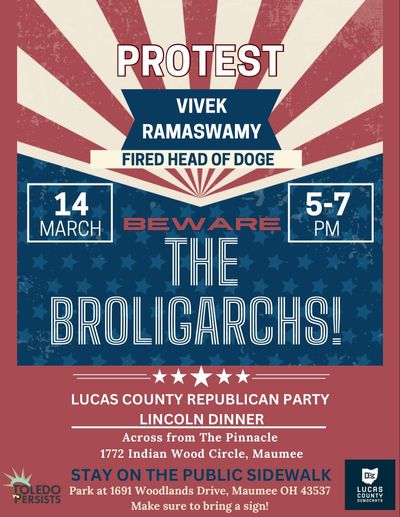 PROTEST
VIVEK
RAMASWAMY
FIRED HEAD OF DOGE
14
MARCH
5-7
PM
BEWARE
THE
BROLIGARCHS!
LUCAS COUNTY REPUBLICAN PARTY
LINCOLN DINNER
Across from The Pinnacle
1772 Indian Wood Circle, Maumee
STAY ON THE PUBLIC SIDEWALK
Park at 1691 Woodlands Drive, Maumee OH 43537
Make sure to bring a sign!
TOLEDO
PERSISTS
LUCAS
COUNTY
DEMOCRATS